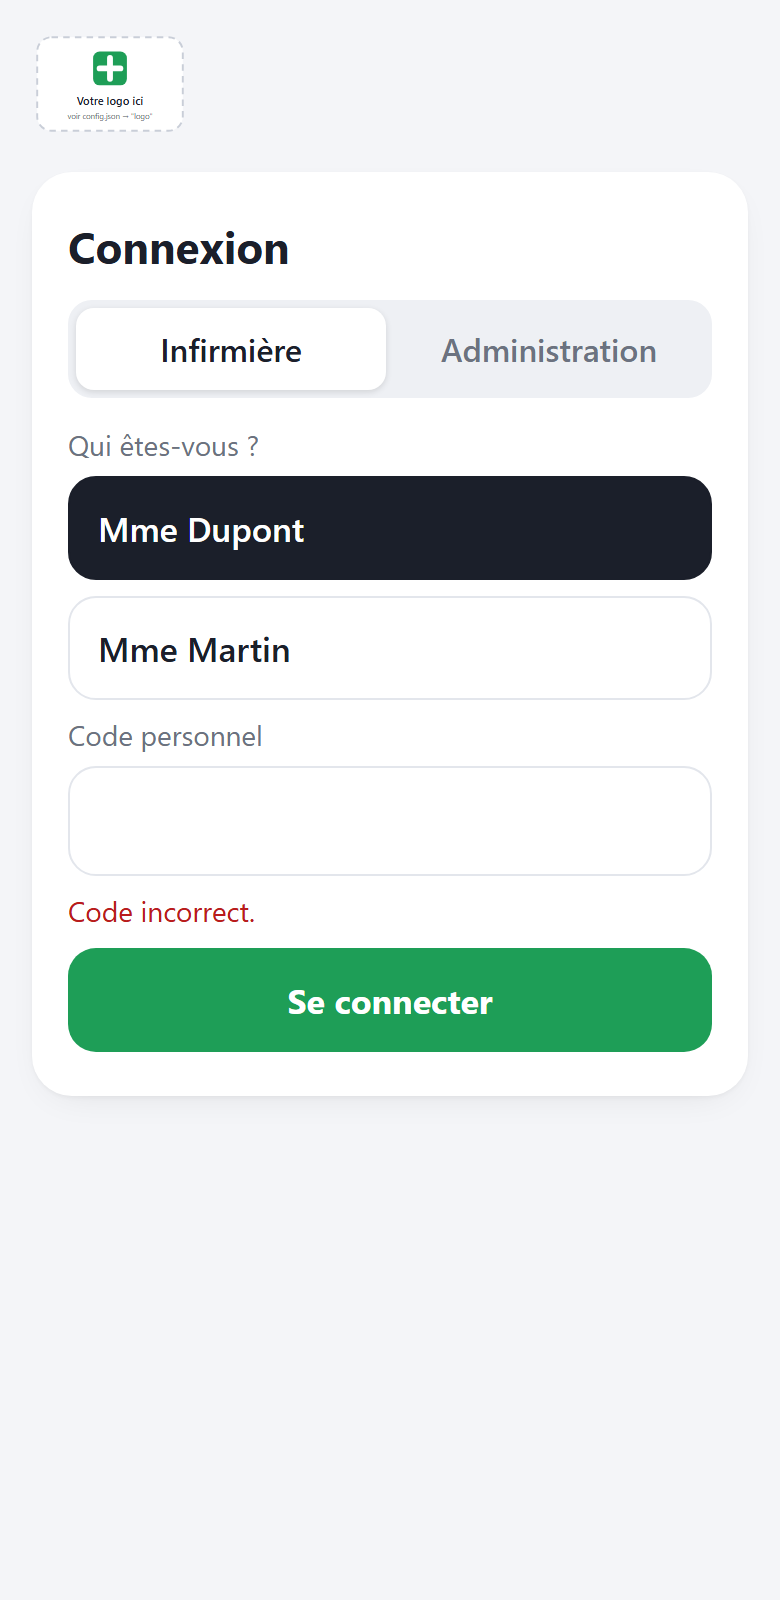 Votre logo ici
voir config.json → "logo"
Connexion
Infirmière
Administration
Qui êtes-vous ?
Mme Dupont
Mme Martin
Code personnel
Code incorrect.
Se connecter